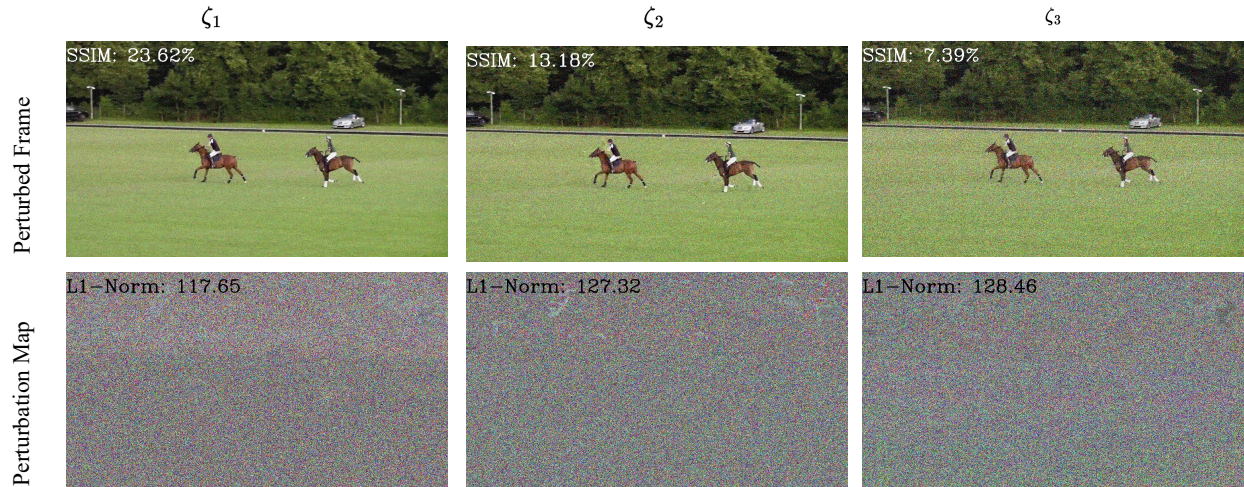 ζ₁
ζ₂
ζ₃
Perturbed Frame
SSIM: 23.62%
SSIM: 13.18%
SSIM: 7.39%
Perturbation Map
L1-Norm: 117.65
L1-Norm: 127.32
L1-Norm: 128.46